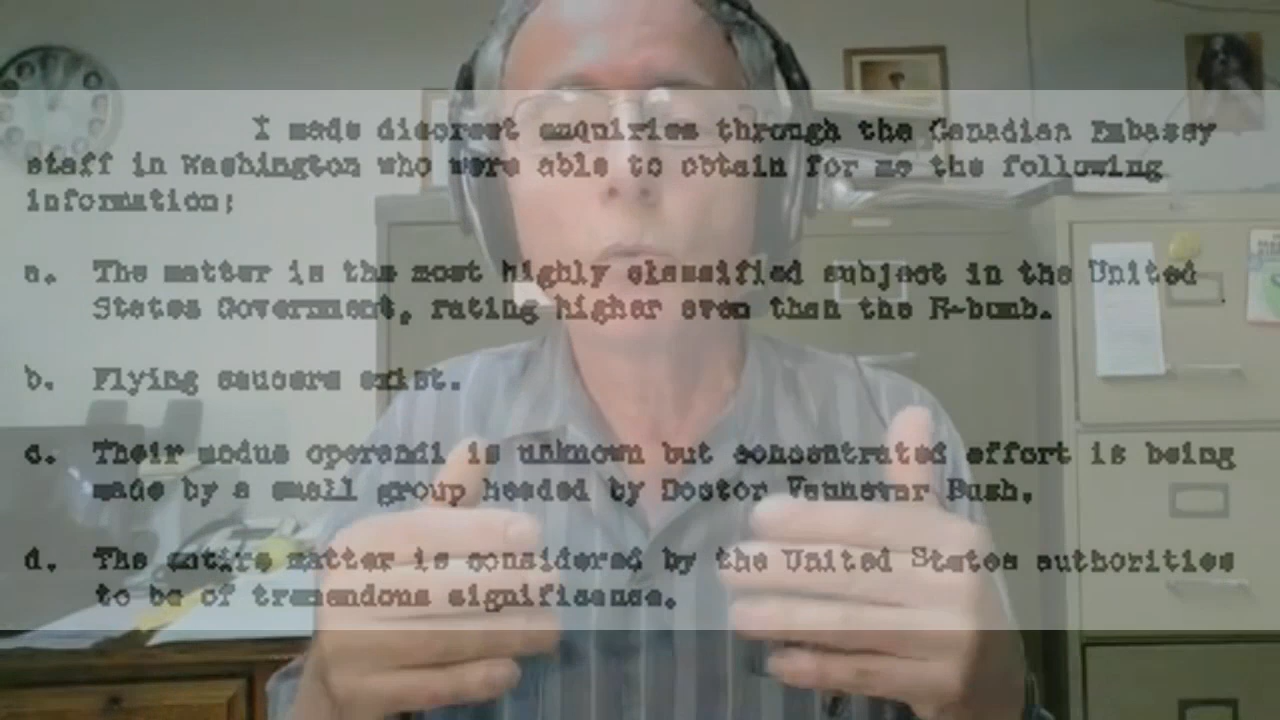 I made discreet enquiries through the Canadian Embassy
staff in Washington who were able to obtain for me the following
information;
a. The matter is the most highly classified subject in the United
States Government, rating higher even than the H-bomb.
b. Flying saucers exist.
c. Their modus operandi is unknown but concentrated effort is being
made by a small group headed by Doctor Vannevar Bush.
d. The entire matter is considered by the United States authorities
to be of tremendous significance.